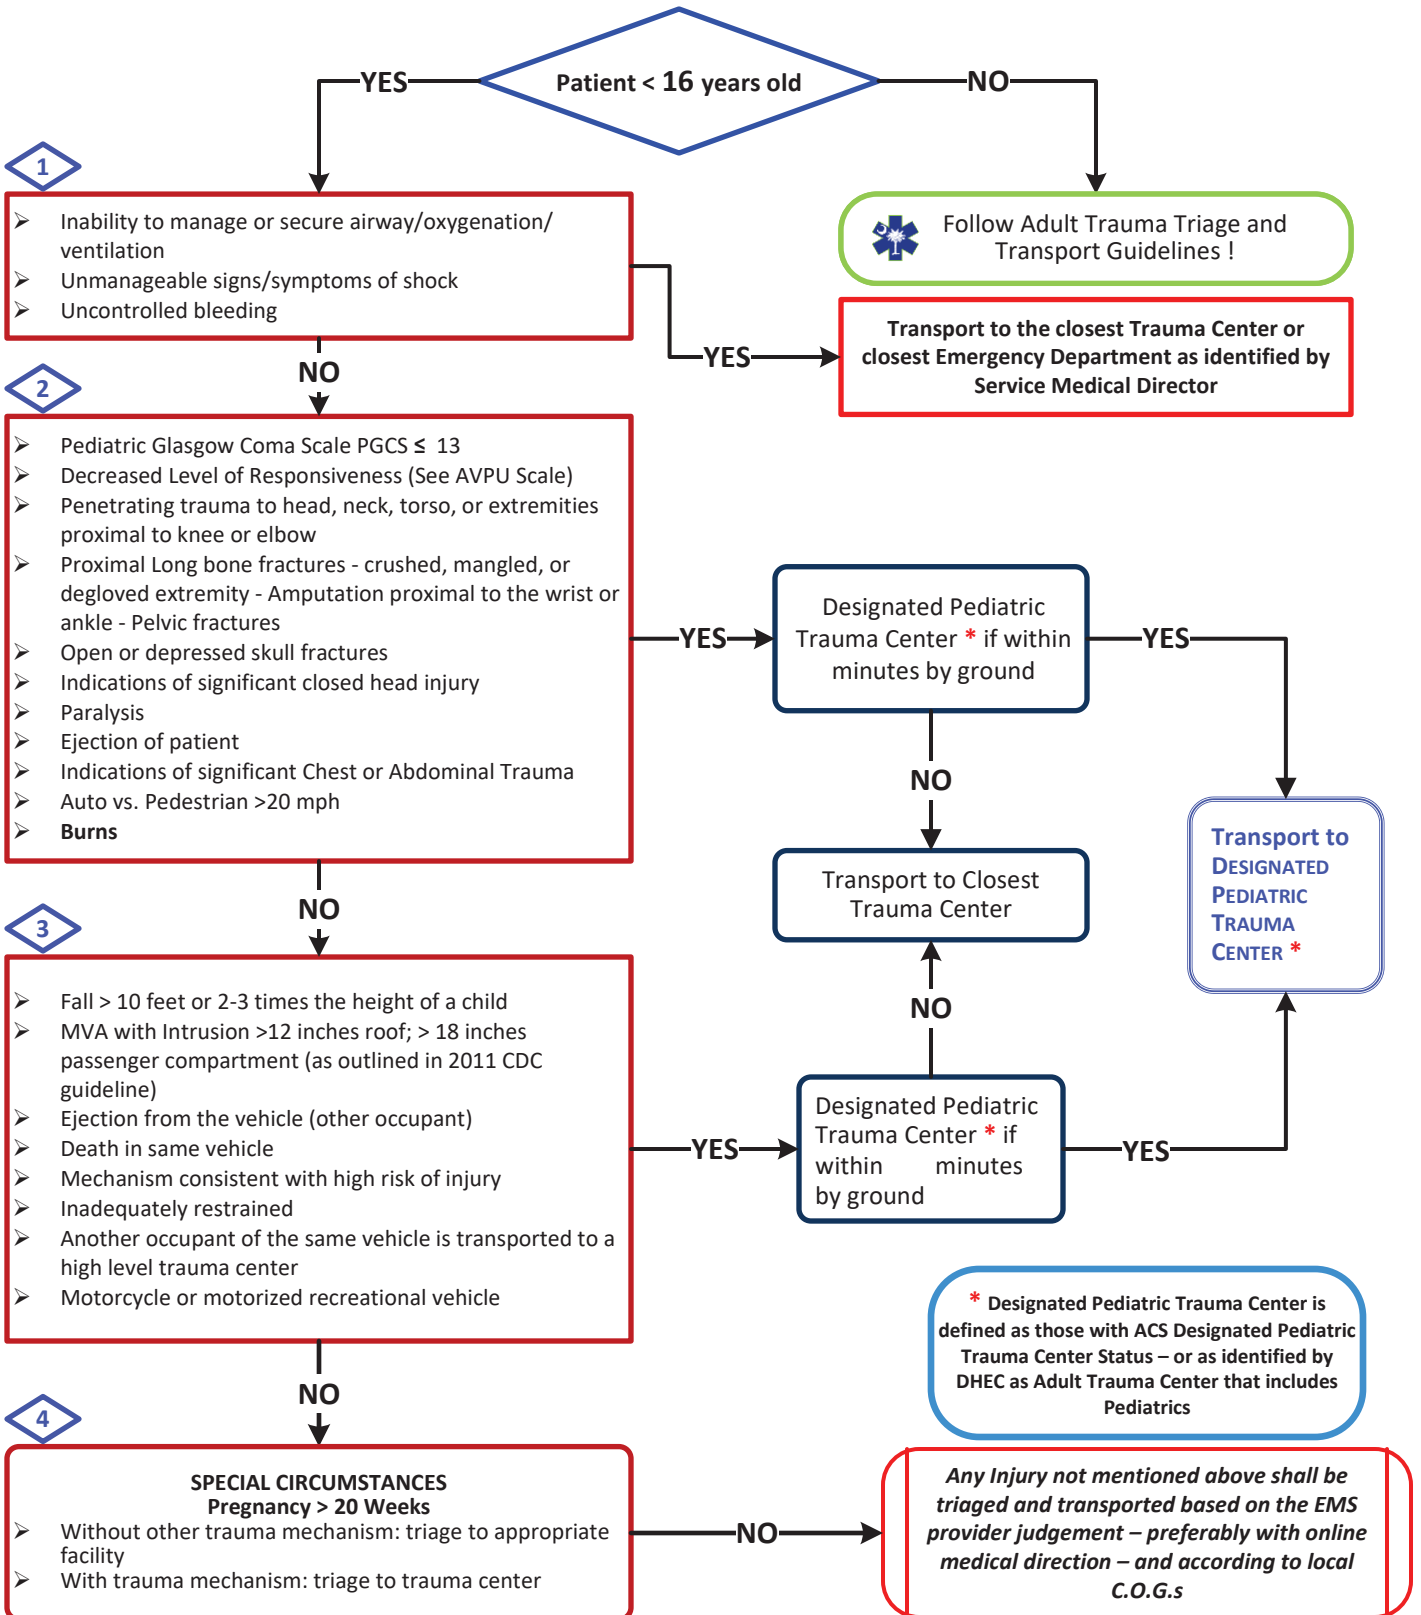 Patient < 16 years old
YES
NO
1
➢ Inability to manage or secure airway/oxygenation/
ventilation
➢ Unmanageable signs/symptoms of shock
➢ Uncontrolled bleeding
Follow Adult Trauma Triage and
Transport Guidelines !
YES
Transport to the closest Trauma Center or
closest Emergency Department as identified by
Service Medical Director
NO
2
➢ Pediatric Glasgow Coma Scale PGCS ≤ 13
➢ Decreased Level of Responsiveness (See AVPU Scale)
➢ Penetrating trauma to head, neck, torso, or extremities
proximal to knee or elbow
➢ Proximal Long bone fractures - crushed, mangled, or
degloved extremity - Amputation proximal to the wrist or
ankle - Pelvic fractures
➢ Open or depressed skull fractures
➢ Indications of significant closed head injury
➢ Paralysis
➢ Ejection of patient
➢ Indications of significant Chest or Abdominal Trauma
➢ Auto vs. Pedestrian >20 mph
➢ Burns
YES
Designated Pediatric
Trauma Center * if within
minutes by ground
YES
NO
Transport to Closest
Trauma Center
Transport to
DESIGNATED
PEDIATRIC
TRAUMA
CENTER *
NO
3
➢ Fall > 10 feet or 2-3 times the height of a child
➢ MVA with Intrusion >12 inches roof; > 18 inches
passenger compartment (as outlined in 2011 CDC
guideline)
➢ Ejection from the vehicle (other occupant)
➢ Death in same vehicle
➢ Mechanism consistent with high risk of injury
➢ Inadequately restrained
➢ Another occupant of the same vehicle is transported to a
high level trauma center
➢ Motorcycle or motorized recreational vehicle
NO
YES
Designated Pediatric
Trauma Center * if
within minutes
by ground
YES
* Designated Pediatric Trauma Center is
defined as those with ACS Designated Pediatric
Trauma Center Status – or as identified by
DHEC as Adult Trauma Center that includes
Pediatrics
NO
4
SPECIAL CIRCUMSTANCES
Pregnancy > 20 Weeks
➢ Without other trauma mechanism: triage to appropriate
facility
➢ With trauma mechanism: triage to trauma center
NO
Any Injury not mentioned above shall be
triaged and transported based on the EMS
provider judgement – preferably with online
medical direction – and according to local
C.O.G.s